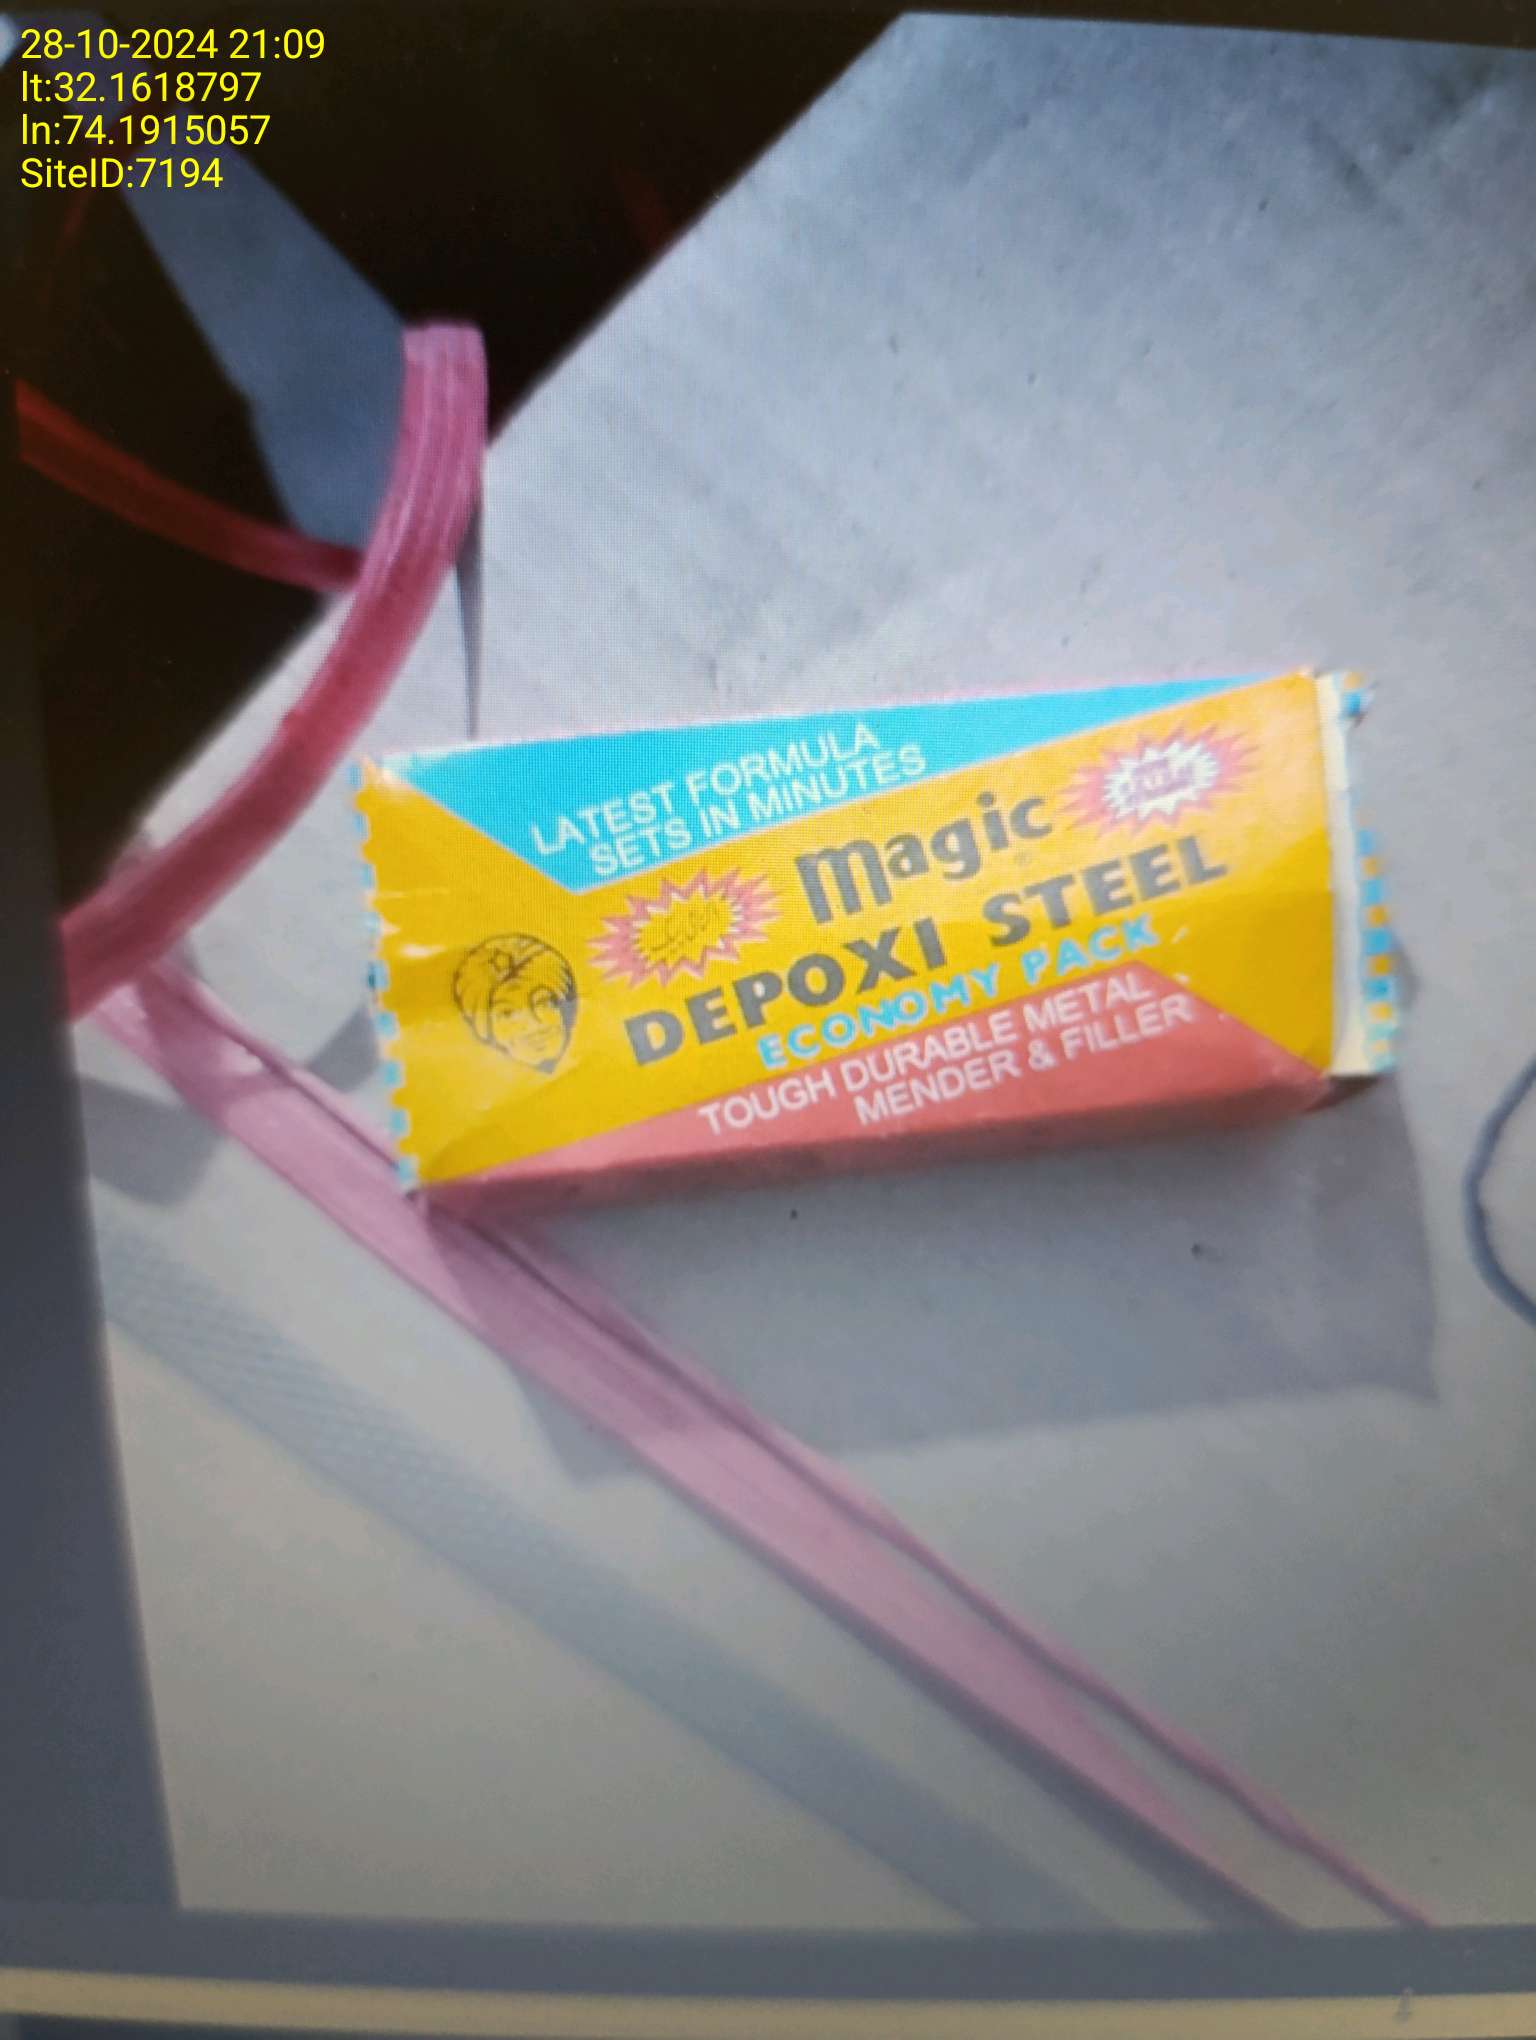 28-10-2024 21:09
lt:32.1618797
ln:74.1915057
SiteID:7194
LATEST FORMULA
SETS IN MINUTES
Magic
DEPOXI STEEL
ECONOMY PACK
TOUGH DURABLE METAL
MENDER & FILLER